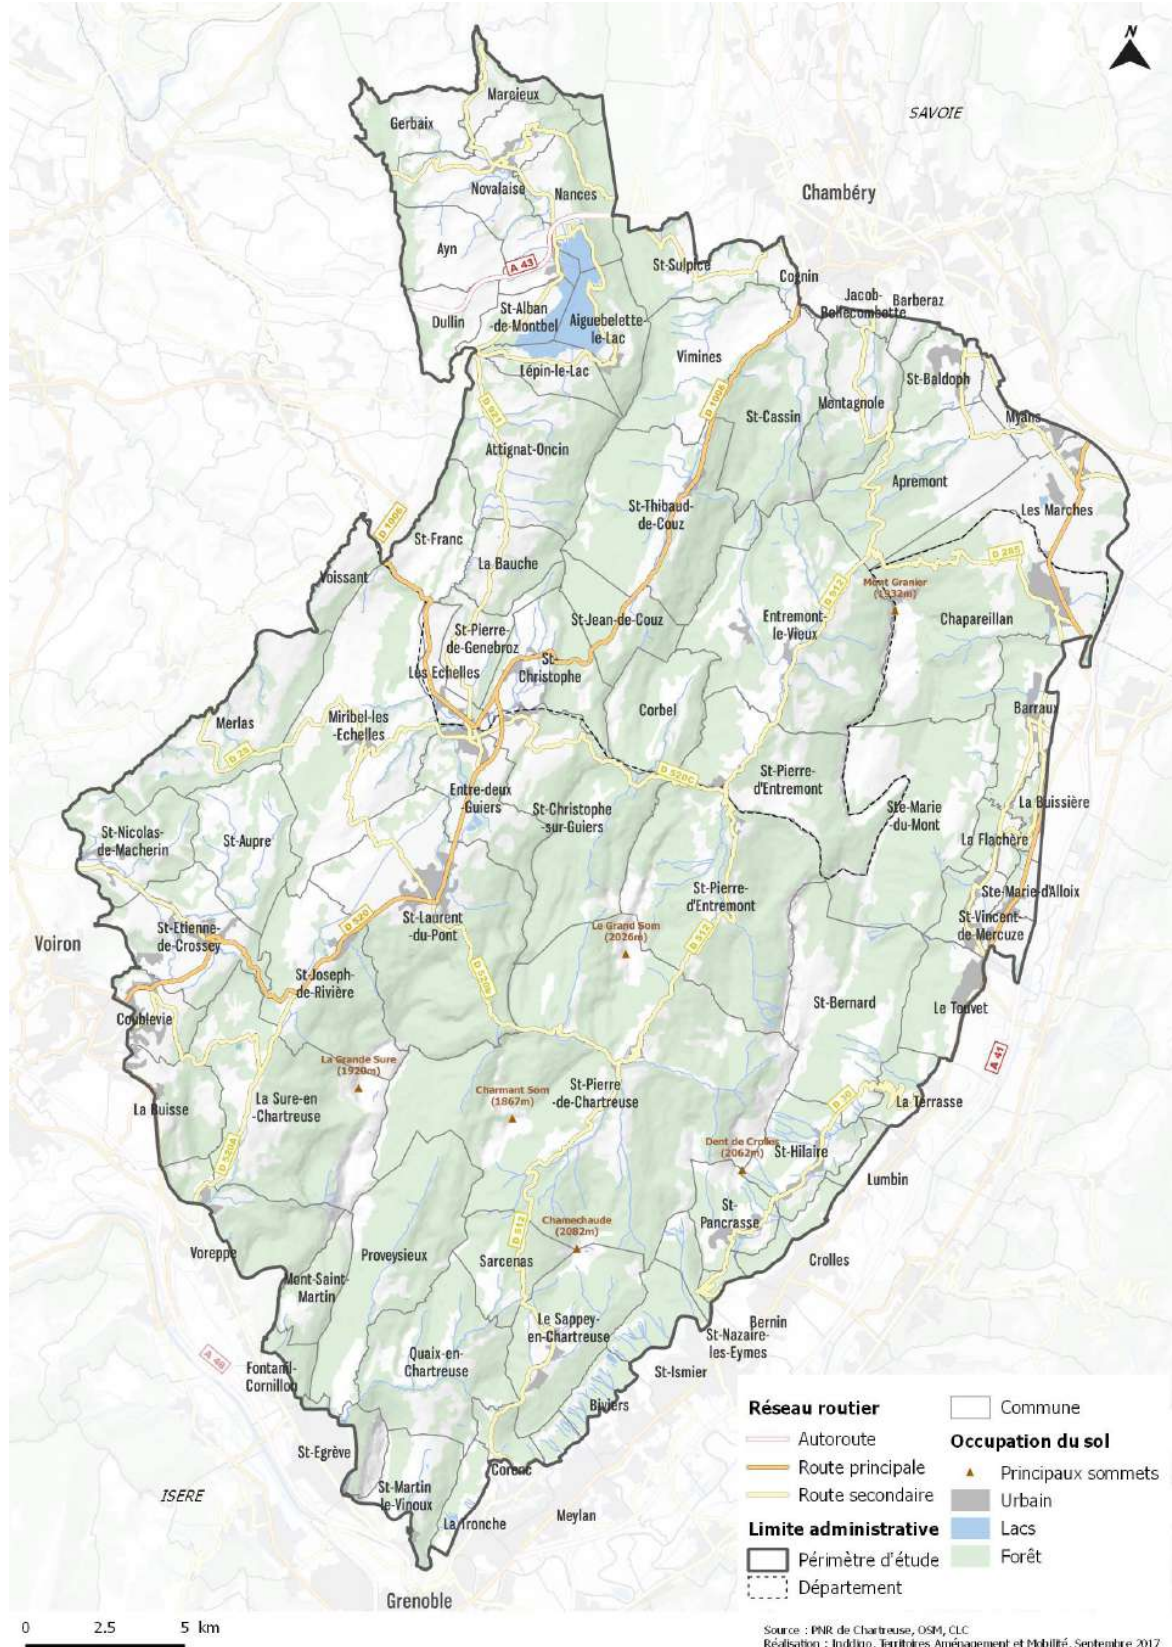 N
SAVOIE
Marcieux
Gerbaix
Novalaise
Nances
Chambéry
Ayn
A 43
St-Sulpice
Cognin
Jacob-
Bellecombette
Barberaz
St-Alban
-de-Montbel
Aiguebelette-
le-Lac
Dullin
Lépin-le-Lac
Vimines
St-Baldoph
D 921
D 1006
Montagnole
St-Cassin
Myans
Attignat-Oncin
Apremont
St-Thibaud-
de-Couz
Les Marches
D 1006
St-Franc
La Bauche
Voissant
D 285
Mont Granier
(1932m)
D 912
Entremont-
le-Vieux
Chapareillan
St-Jean-de-Couz
St-Pierre-
de-Genebroz
Les Echelles
St-
Christophe
Corbel
Barraux
Merlas
Miribel-les
-Echelles
D 28
D 520C
St-Pierre-
d'Entremont
Entre-deux
-Guiers
St-Christophe
-sur-Guiers
Ste-Marie
-du-Mont
La Buissière
La Flachère
St-Nicolas-
de-Macherin
St-Aupre
Ste-Marie-d'Alloix
St-Pierre-
d'Entremont
St-Laurent
-du-Pont
D 520
St-Vincent-
de-Mercuze
St-Etienne-
de-Crossey
Voiron
Le Grand Som
(2026m)
D 512
St-Joseph-
de-Rivière
D 520B
St-Bernard
Le Touvet
Coublevie
A 41
La Grande Sure
(1920m)
Charmant Som
(1867m)
St-Pierre
-de-Chartreuse
La Buisse
La Sure-en
-Chartreuse
D 30
La Terrasse
D 520A
Dent de Crolles
(2062m)
St-Hilaire
Lumbin
St-
Pancrasse
Chamechaude
(2082m)
D 512
Voreppe
Proveysieux
Sarcenas
Crolles
Mont-Saint-
Martin
Le Sappey-
en-Chartreuse
Bernin
St-Nazaire-
les-Eymes
A 48
Fontanil-
Cornillon
Quaix-en-
Chartreuse
St-Ismier
Biviers
St-Egrève
Corenc
ISERE
St-Martin
-le-Vinoux
La Tronche
Meylan
Grenoble
Réseau routier
Autoroute
Route principale
Route secondaire
Limite administrative
Périmètre d'étude
Département
Commune
Occupation du sol
Principaux sommets
Urbain
Lacs
Forêt
0 2.5 5 km
Source : PNR de Chartreuse, OSM, CLC
Réalisation : Inddigo, Territoires Aménagement et Mobilité, Septembre 2017